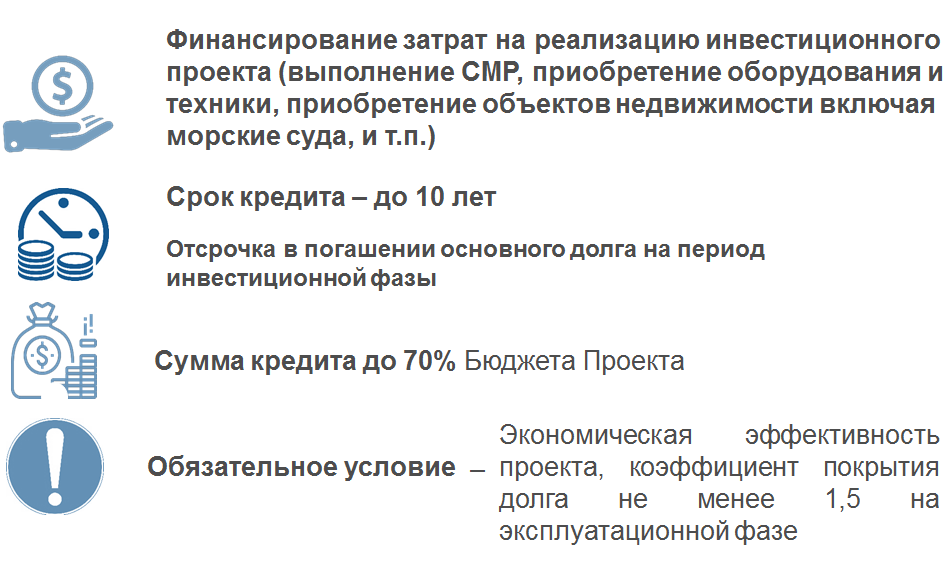 Финансирование затрат на реализацию инвестиционного
проекта (выполнение СМР, приобретение оборудования и
техники, приобретение объектов недвижимости включая
морские суда, и т.п.)
Срок кредита – до 10 лет
Отсрочка в погашении основного долга на период
инвестиционной фазы
Сумма кредита до 70% Бюджета Проекта
Обязательное условие –
Экономическая эффективность
проекта, коэффициент покрытия
долга не менее 1,5 на
эксплуатационной фазе